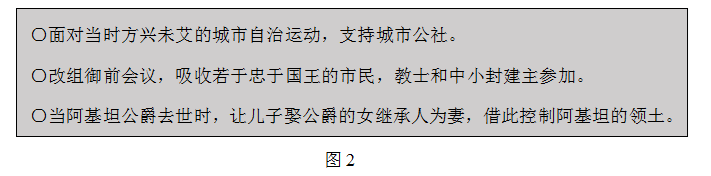 〇面对当时方兴未艾的城市自治运动，支持城市公社。
〇改组御前会议，吸收若于忠于国王的市民，教士和中小封建主参加。
〇当阿基坦公爵去世时，让儿子娶公爵的女继承人为妻，借此控制阿基坦的领土。
图 2